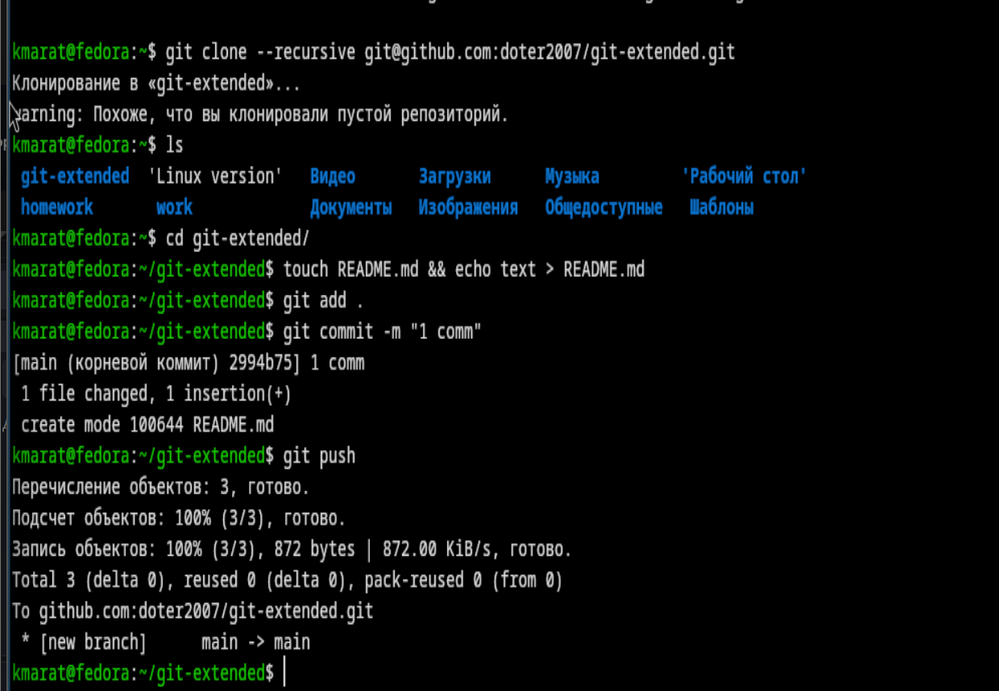 kmarat@fedora:~$ git clone --recursive git@github.com:doter2007/git-extended.git
Клонирование в «git-extended»...
warning: Похоже, что вы клонировали пустой репозиторий.
kmarat@fedora:~$ ls
git-extended 'Linux version' Видео Загрузки Музыка 'Рабочий стол'
homework work Документы Изображения Общедоступные Шаблоны
kmarat@fedora:~$ cd git-extended/
kmarat@fedora:~/git-extended$ touch README.md && echo text > README.md
kmarat@fedora:~/git-extended$ git add .
kmarat@fedora:~/git-extended$ git commit -m "1 comm"
[main (корневой коммит) 2994b75] 1 comm
1 file changed, 1 insertion(+)
create mode 100644 README.md
kmarat@fedora:~/git-extended$ git push
Перечисление объектов: 3, готово.
Подсчет объектов: 100% (3/3), готово.
Запись объектов: 100% (3/3), 872 bytes | 872.00 KiB/s, готово.
Total 3 (delta 0), reused 0 (delta 0), pack-reused 0 (from 0)
To github.com:doter2007/git-extended.git
* [new branch] main -> main
kmarat@fedora:~/git-extended$